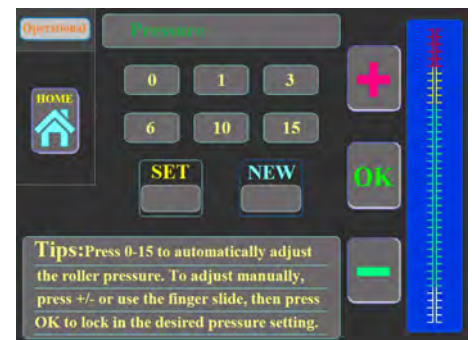 Operational
Pressure
0 1 3
HOME
6 10 15
SET NEW
OK
Tips:Press 0-15 to automatically adjust
the roller pressure. To adjust manually,
press +/- or use the finger slide, then press
OK to lock in the desired pressure setting.